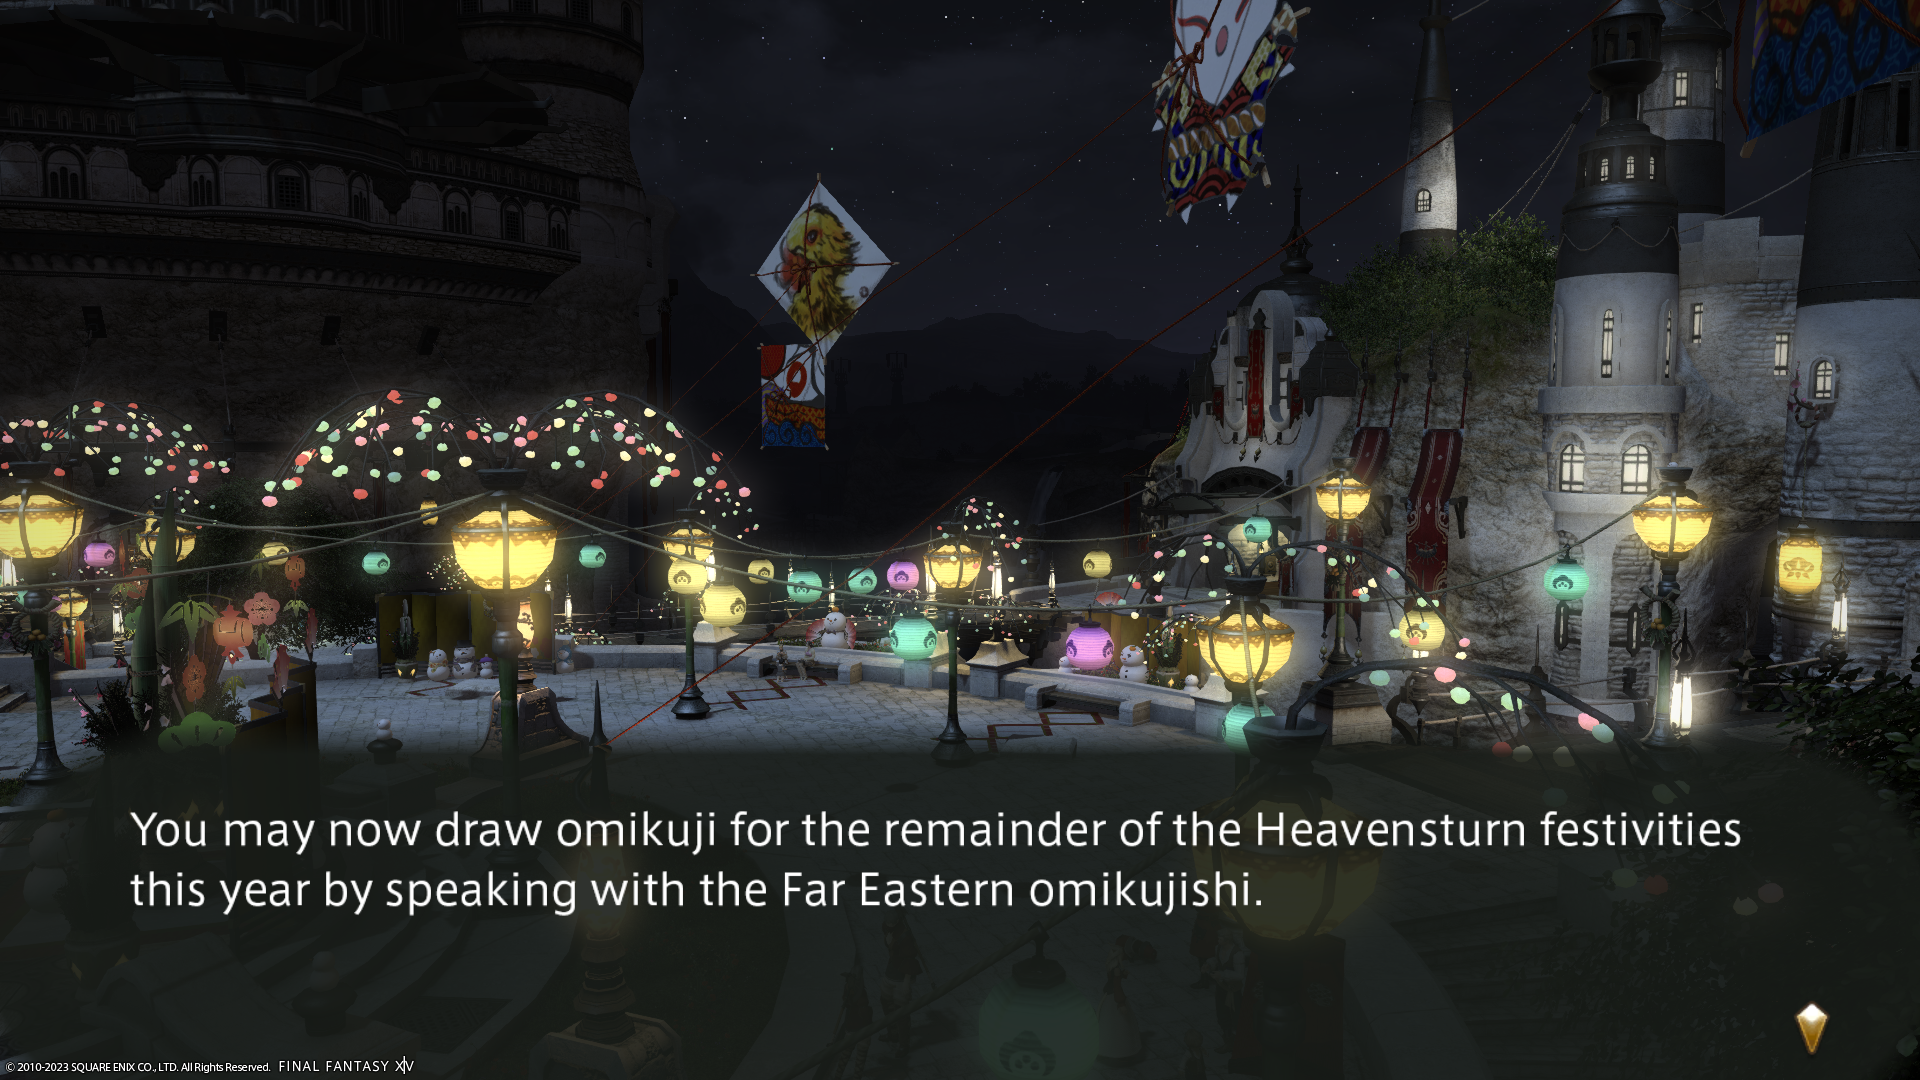 You may now draw omikuji for the remainder of the Heavensturn festivities
this year by speaking with the Far Eastern omikujishi.
© 2010-2023 SQUARE ENIX CO., LTD. All Rights Reserved. FINAL FANTASY XIV